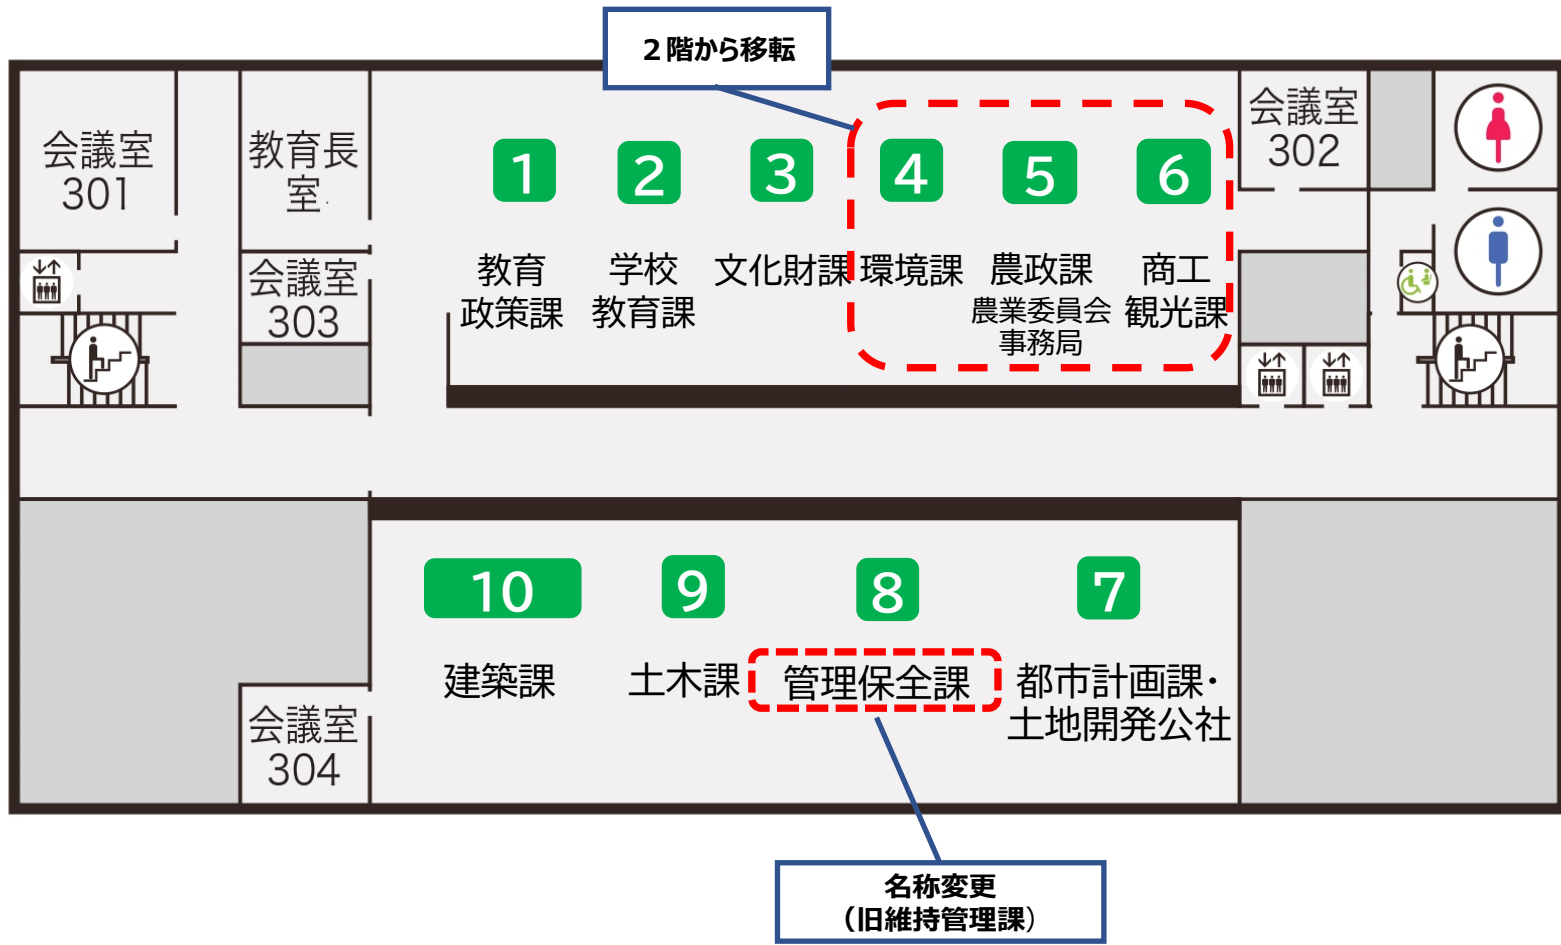 ２階から移転
会議室
301
教育長
室
会議室
303
1
教育
政策課
2
学校
教育課
3
文化財課
4
環境課
5
農政課
農業委員会
事務局
6
商工
観光課
会議室
302
10
建築課
9
土木課
8
管理保全課
7
都市計画課・
土地開発公社
会議室
304
名称変更
（旧維持管理課）